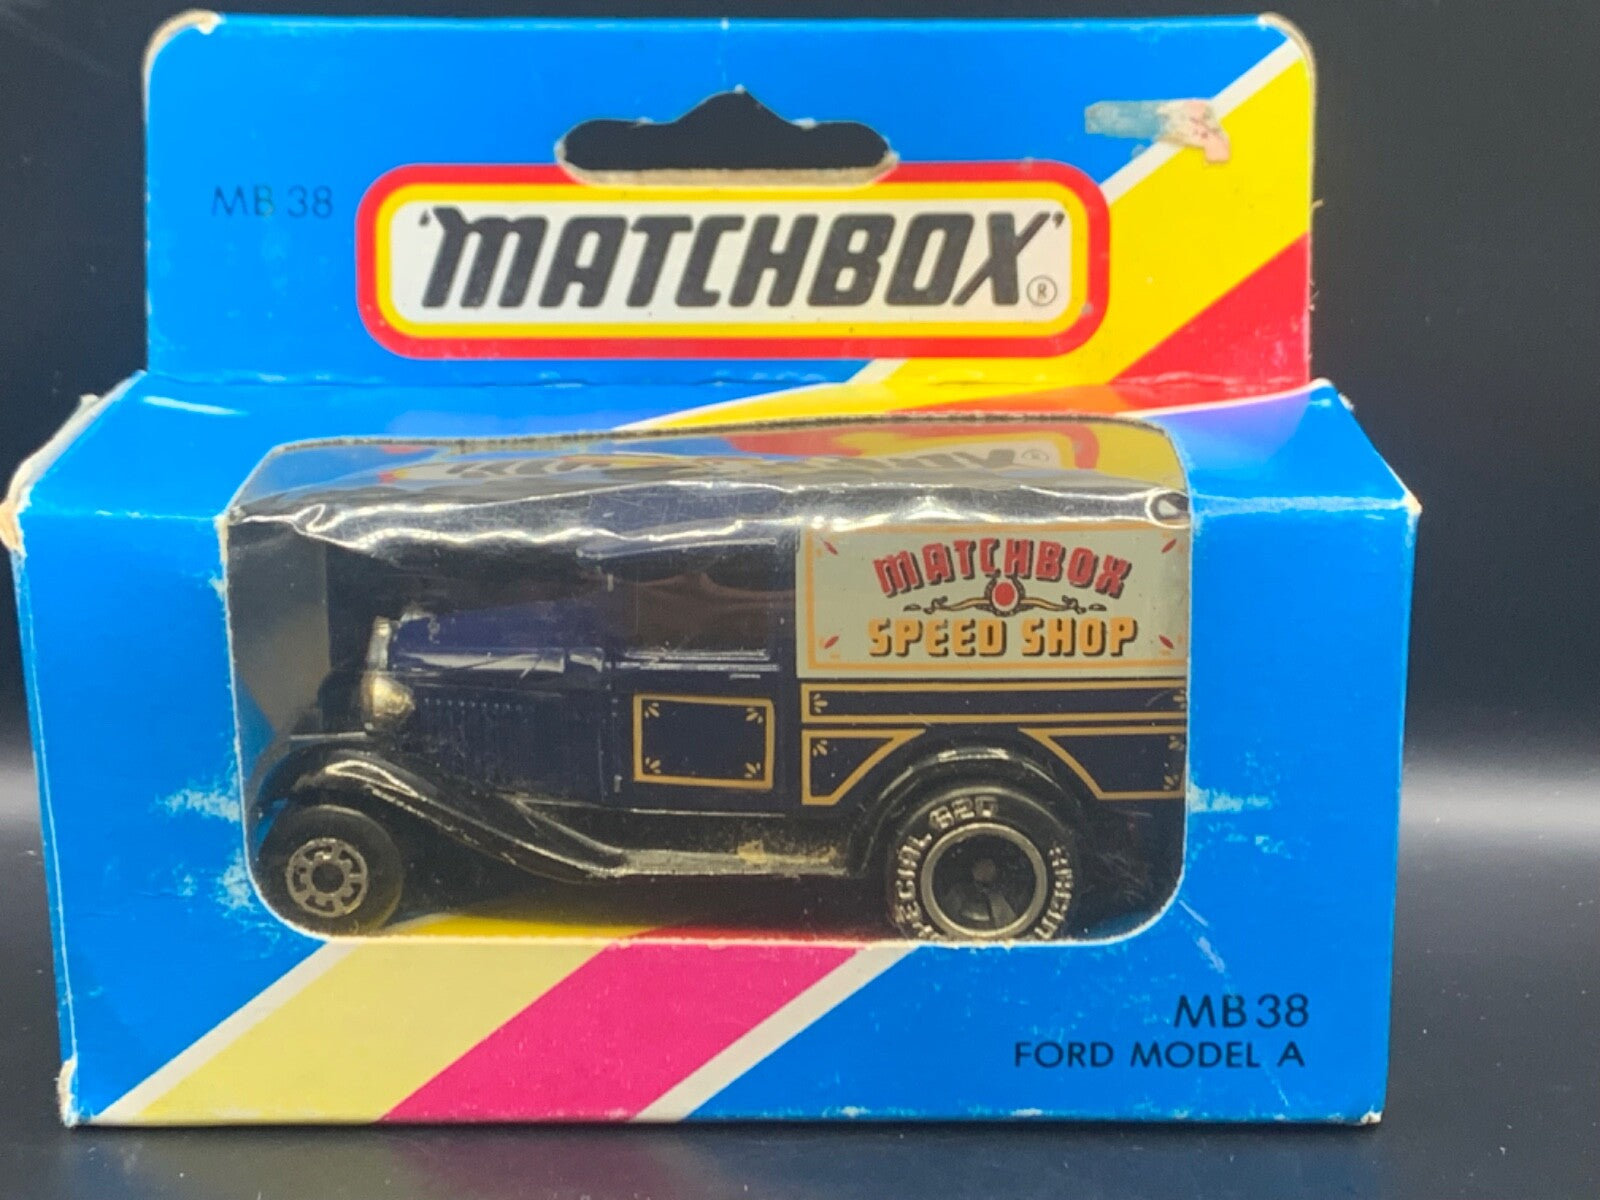 MB 38
'MATCHBOX'®
MATCHBOX
SPEED SHOP
MB 38
FORD MODEL A